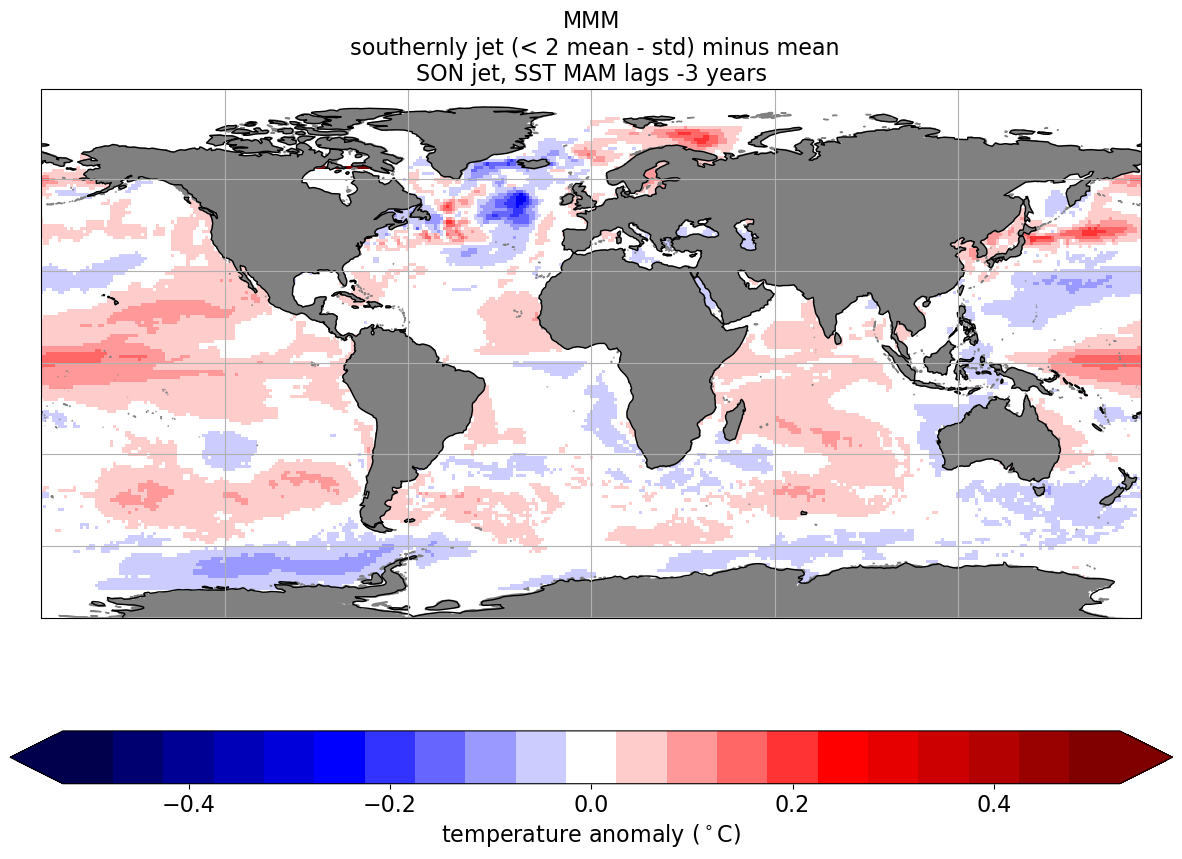 MMM
southernly jet (< 2 mean - std) minus mean
SON jet, SST MAM lags -3 years
−0.4 −0.2 0.0 0.2 0.4
temperature anomaly (°C)